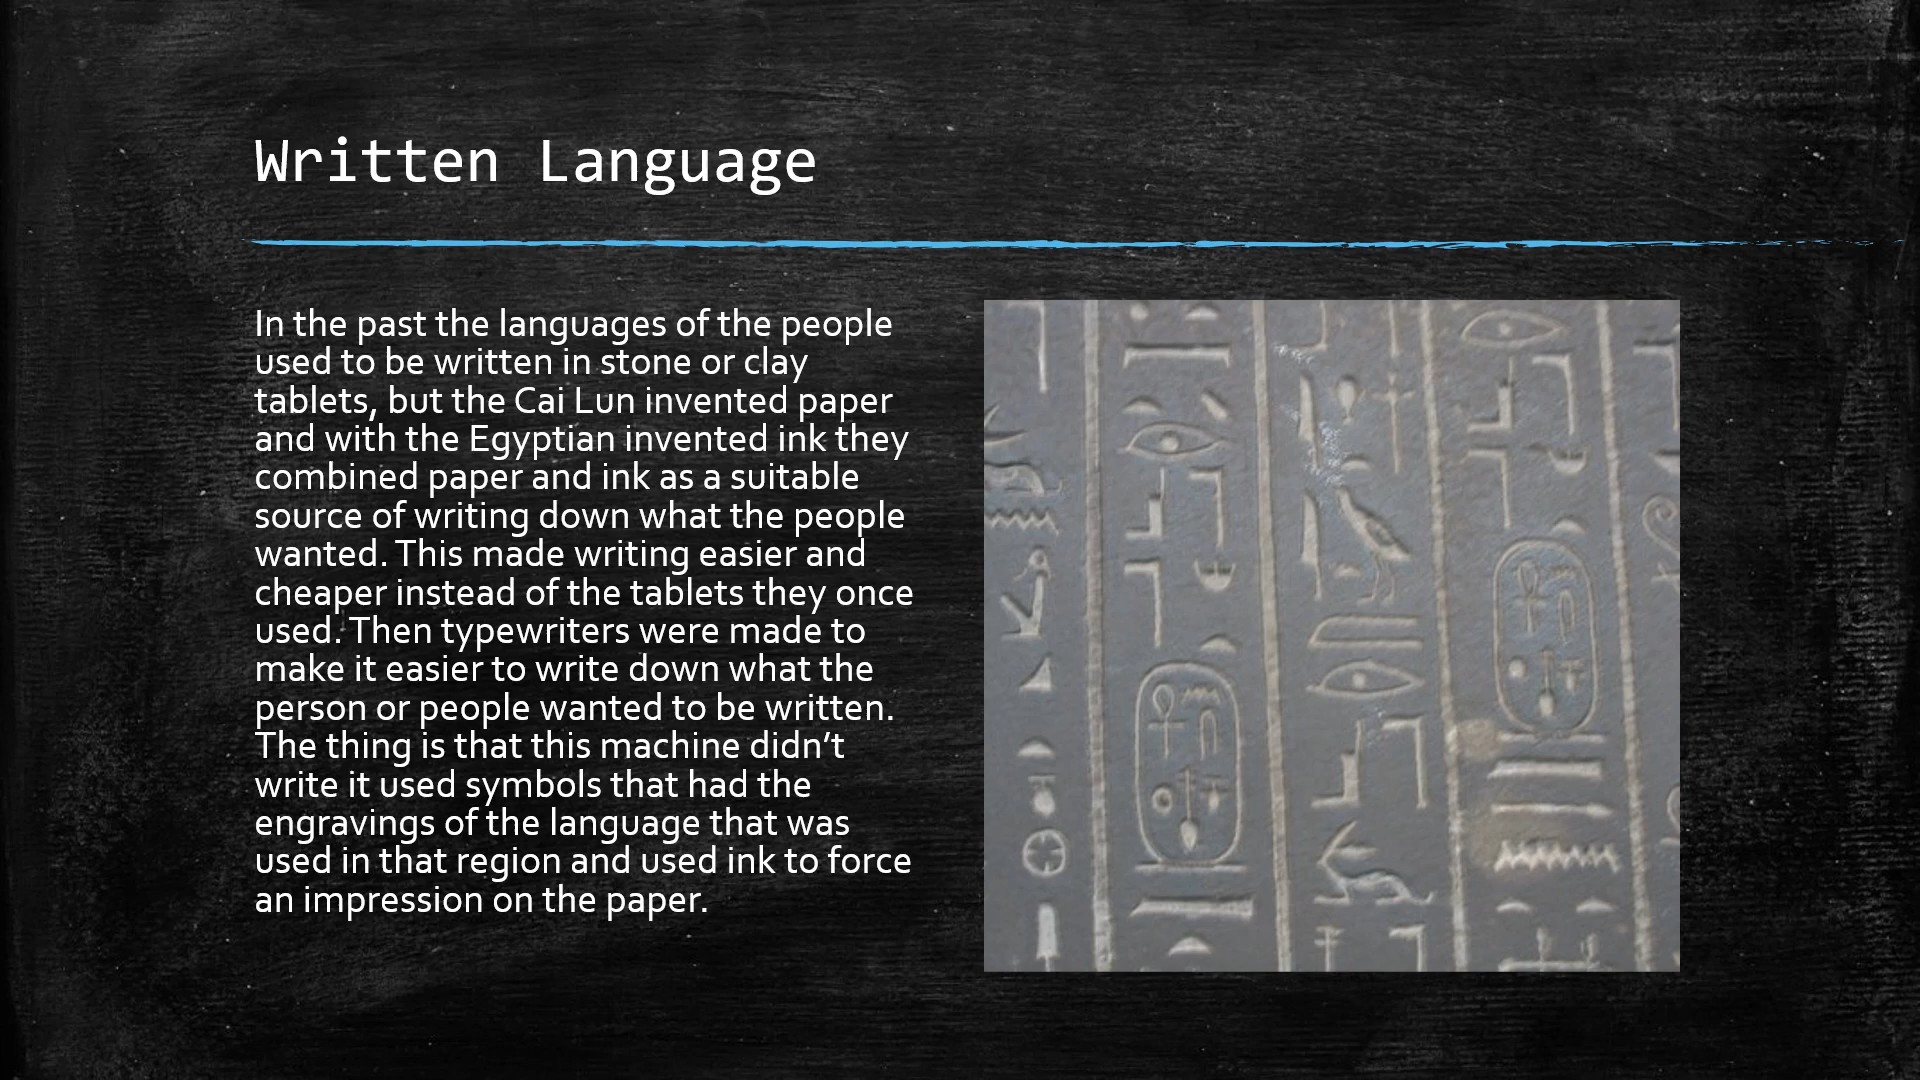 Written Language
In the past the languages of the people
used to be written in stone or clay
tablets, but the Cai Lun invented paper
and with the Egyptian invented ink they
combined paper and ink as a suitable
source of writing down what the people
wanted. This made writing easier and
cheaper instead of the tablets they once
used. Then typewriters were made to
make it easier to write down what the
person or people wanted to be written.
The thing is that this machine didn’t
write it used symbols that had the
engravings of the language that was
used in that region and used ink to force
an impression on the paper.